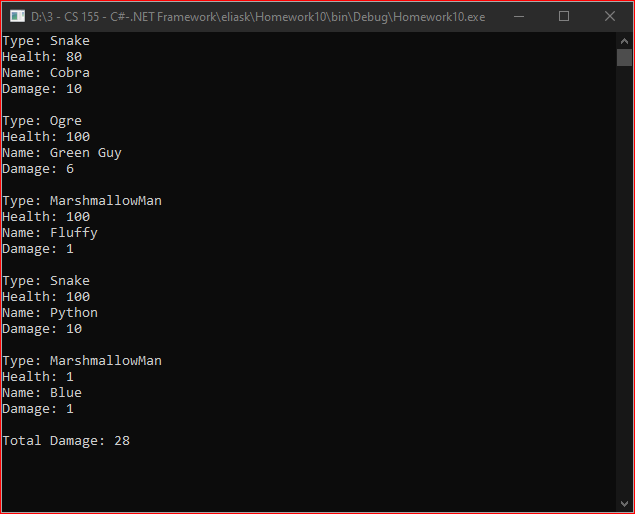 D:\3 - CS 155 - C#-.NET Framework\eliask\Homework10\bin\Debug\Homework10.exe
Type: Snake
Health: 80
Name: Cobra
Damage: 10
Type: Ogre
Health: 100
Name: Green Guy
Damage: 6
Type: MarshmallowMan
Health: 100
Name: Fluffy
Damage: 1
Type: Snake
Health: 100
Name: Python
Damage: 10
Type: MarshmallowMan
Health: 1
Name: Blue
Damage: 1
Total Damage: 28